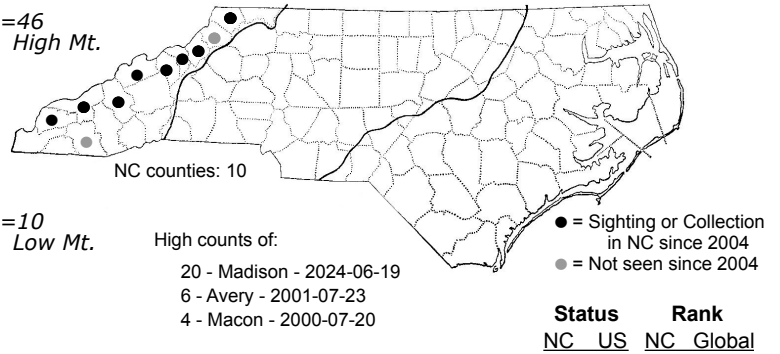 =46
High Mt.
NC counties: 10
=10
Low Mt.
High counts of:
20 - Madison - 2024-06-19
6 - Avery - 2001-07-23
4 - Macon - 2000-07-20
= Sighting or Collection
in NC since 2004
= Not seen since 2004
Status Rank
NC US NC Global